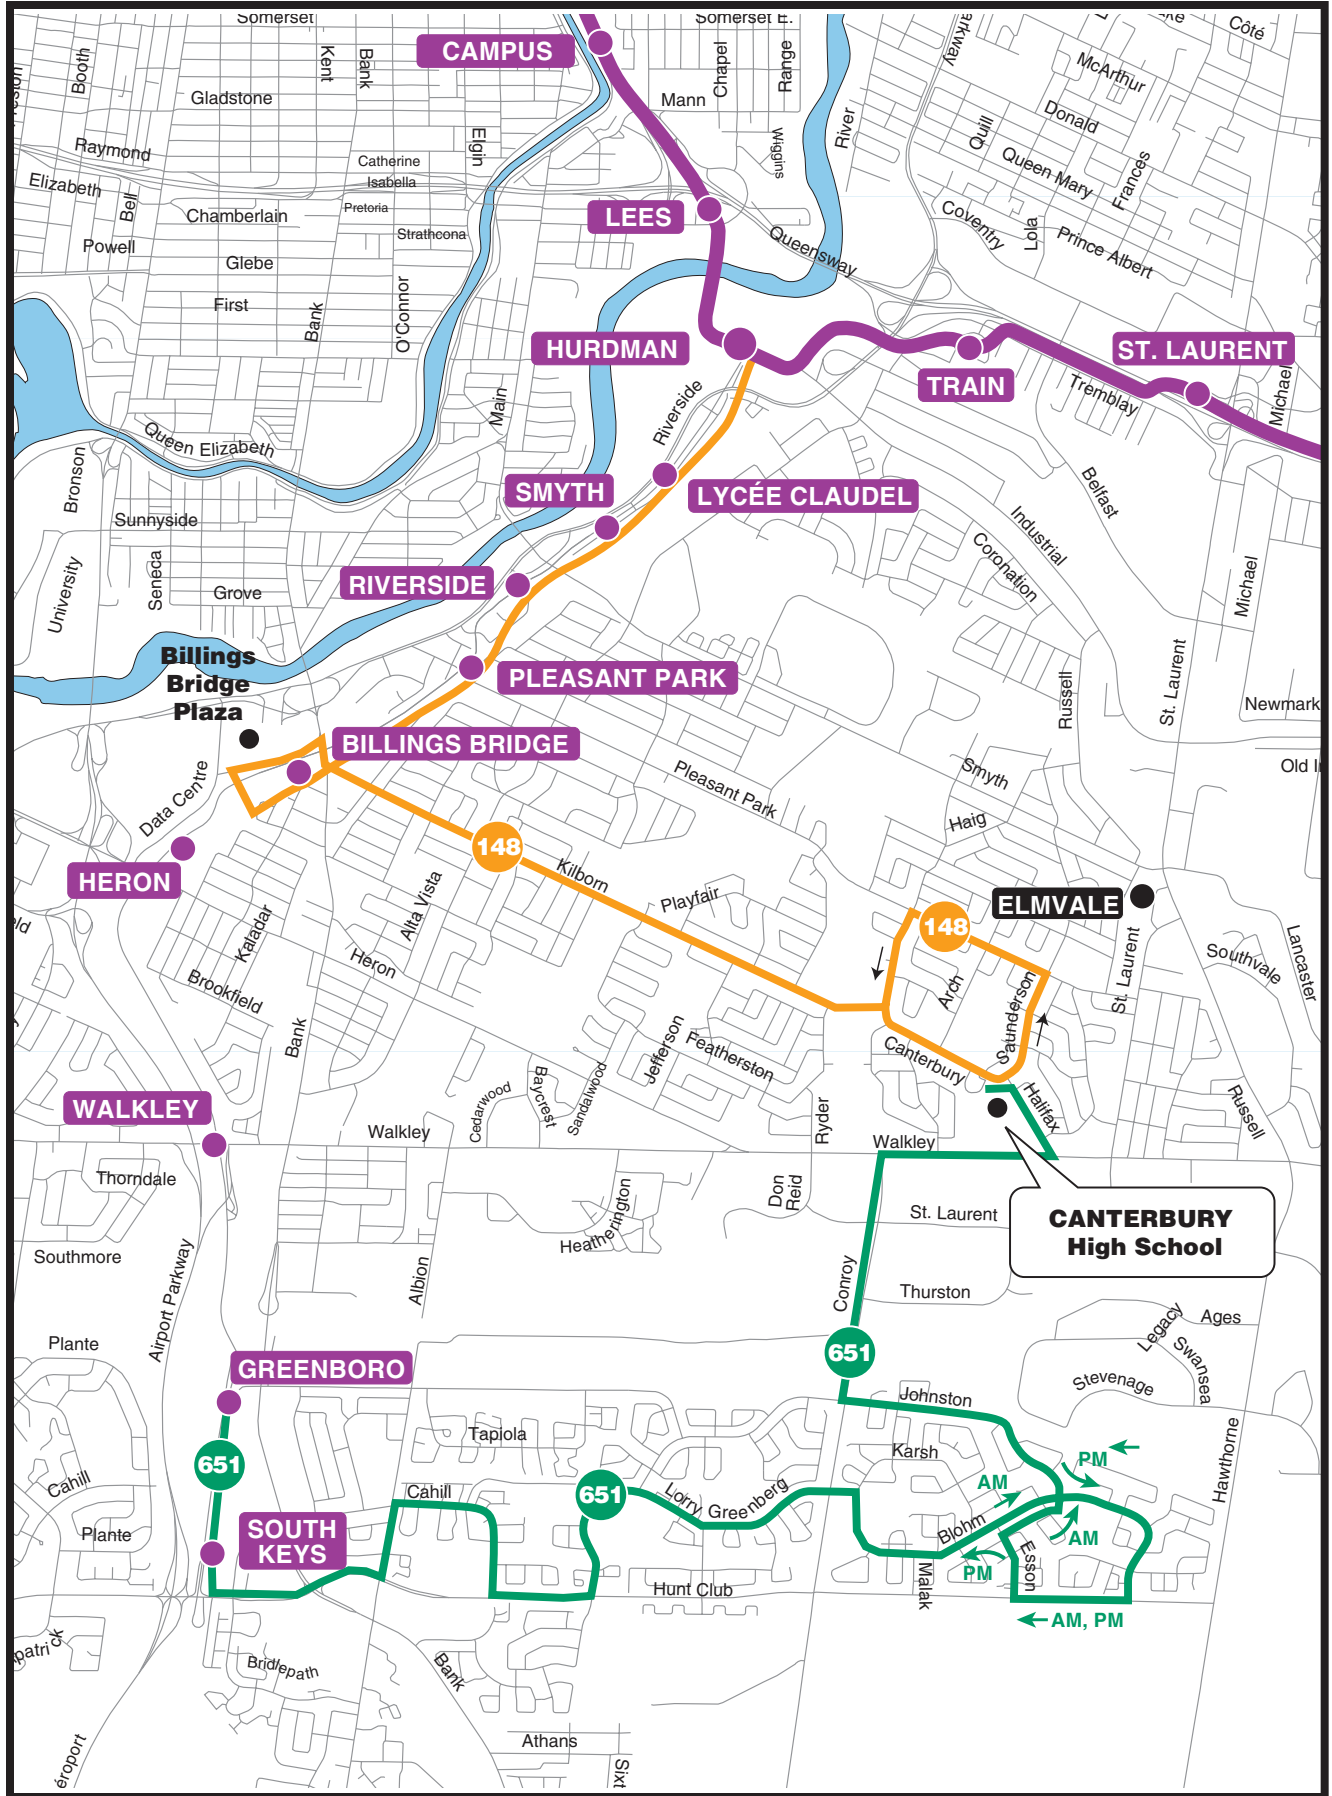 Somerset
CAMPUS
Somerset E.
Côté
Booth
Kent
Bank
Gladstone
Mann
Chapel
Range
McArthur
Donald
River
Quill
Raymond
Elgin
Catherine
Isabella
Wiggins
Queen Mary
Frances
Elizabeth
Bell
Chamberlain
Pretoria
LEES
Coventry
Lola
Powell
Strathcona
Queensway
Prince Albert
Glebe
First
Bank
O'Connor
HURDMAN
ST. LAURENT
TRAIN
Tremblay
Michael
Main
Riverside
Queen Elizabeth
Bronson
SMYTH
LYCÉE CLAUDEL
Belfast
Sunnyside
Industrial
Coronation
University
Seneca
Grove
RIVERSIDE
Michael
Billings
Bridge
Plaza
PLEASANT PARK
Russell
St. Laurent
Newmark
BILLINGS BRIDGE
Old
Data Centre
Pleasant Park
Smyth
Haig
148
HERON
Kilborn
Alta Vista
Playfair
ELMVALE
148
Kaladar
Heron
Brookfield
Arch
Saunderson
St. Laurent
Southvale
Lancaster
Bank
Jefferson
Featherston
Canterbury
Cedarwood
Baycrest
Sandalwood
Halifax
Russell
WALKLEY
Walkley
Ryder
Walkley
Thorndale
Don
Reid
St. Laurent
CANTERBURY
High School
Southmore
Heatherington
Airport Parkway
Albion
Conroy
Thurston
Plante
Legacy
Ages
Swansea
651
GREENBORO
Stevenage
Johnston
Tapiola
Karsh
Hawthorne
651
PM
Cahill
Cahill
651
Lorry Greenberg
AM
Plante
SOUTH
KEYS
Blohm
AM
Esson
PM
Malak
Hunt Club
AM, PM
Bridlepath
Bank
Athans